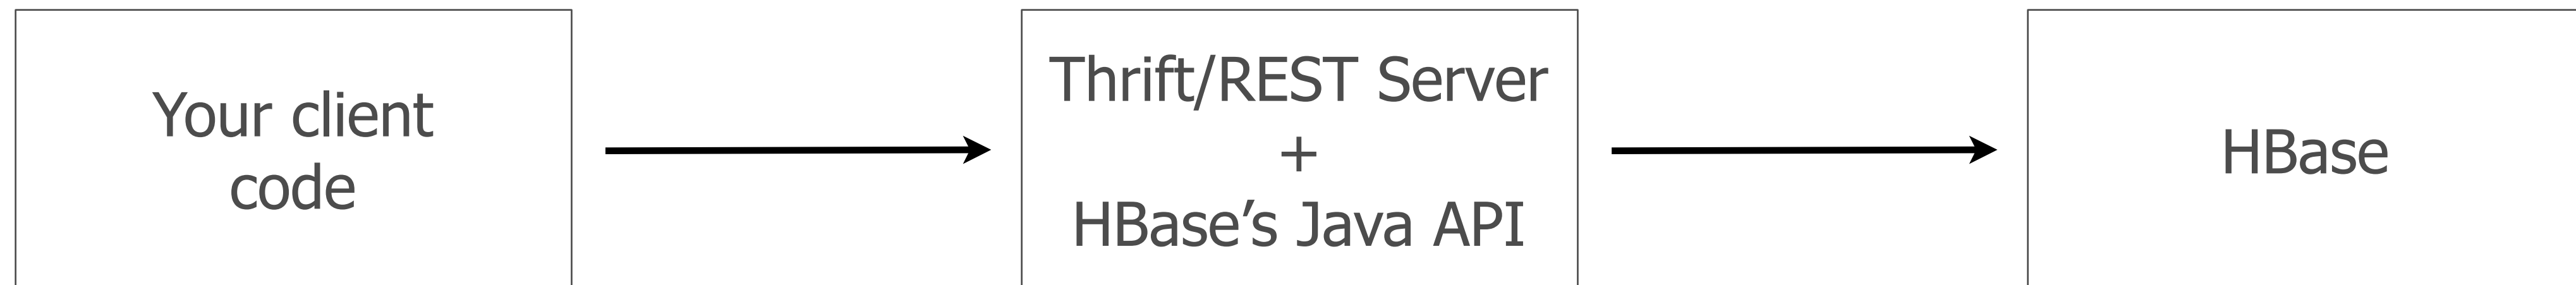 Your client
code
Thrift/REST Server
+
HBase’s Java API
HBase